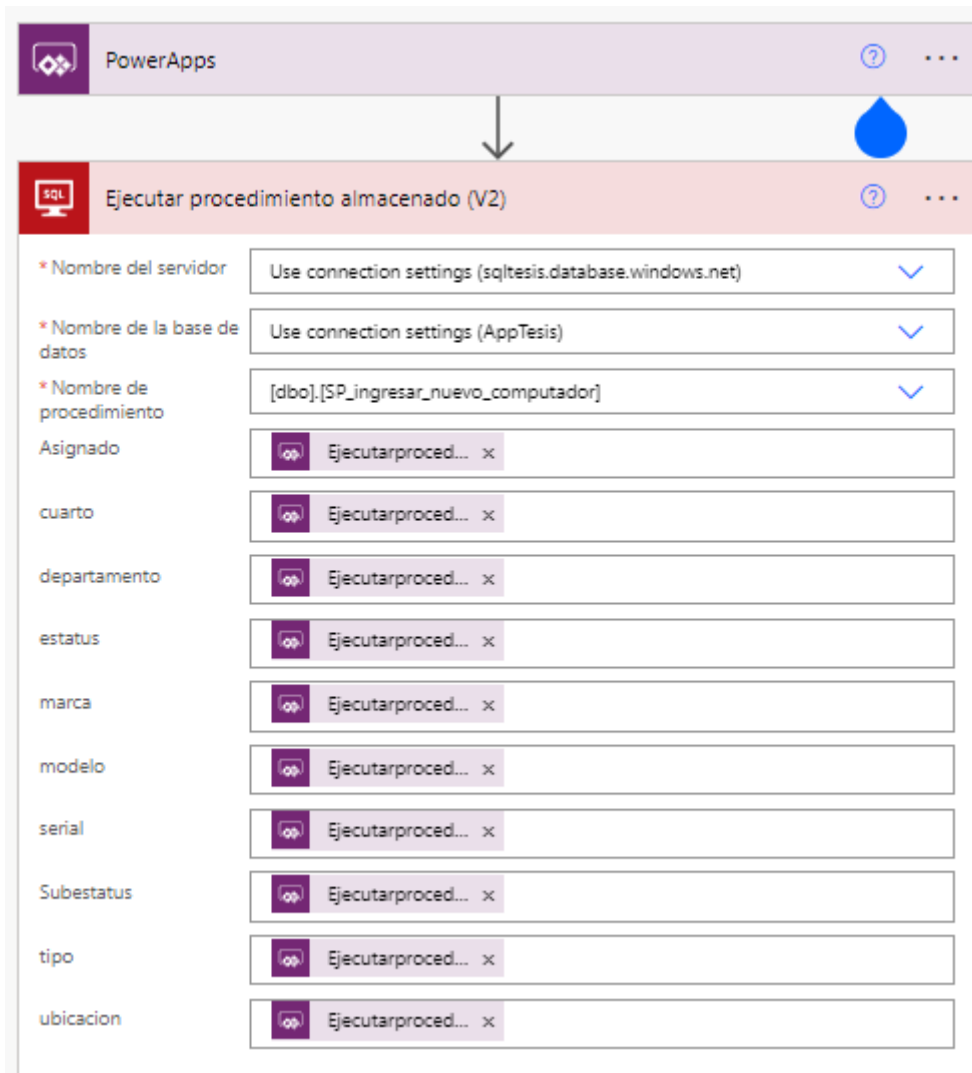 PowerApps
SQL
Ejecutar procedimiento almacenado (V2)
* Nombre del servidor
Use connection settings (sqltesis.database.windows.net)
* Nombre de la base de
datos
Use connection settings (AppTesis)
* Nombre de
procedimiento
[dbo].[SP_ingresar_nuevo_computador]
Asignado
Ejecutarproced... ×
cuarto
Ejecutarproced... ×
departamento
Ejecutarproced... ×
estatus
Ejecutarproced... ×
marca
Ejecutarproced... ×
modelo
Ejecutarproced... ×
serial
Ejecutarproced... ×
Subestatus
Ejecutarproced... ×
tipo
Ejecutarproced... ×
ubicacion
Ejecutarproced... ×